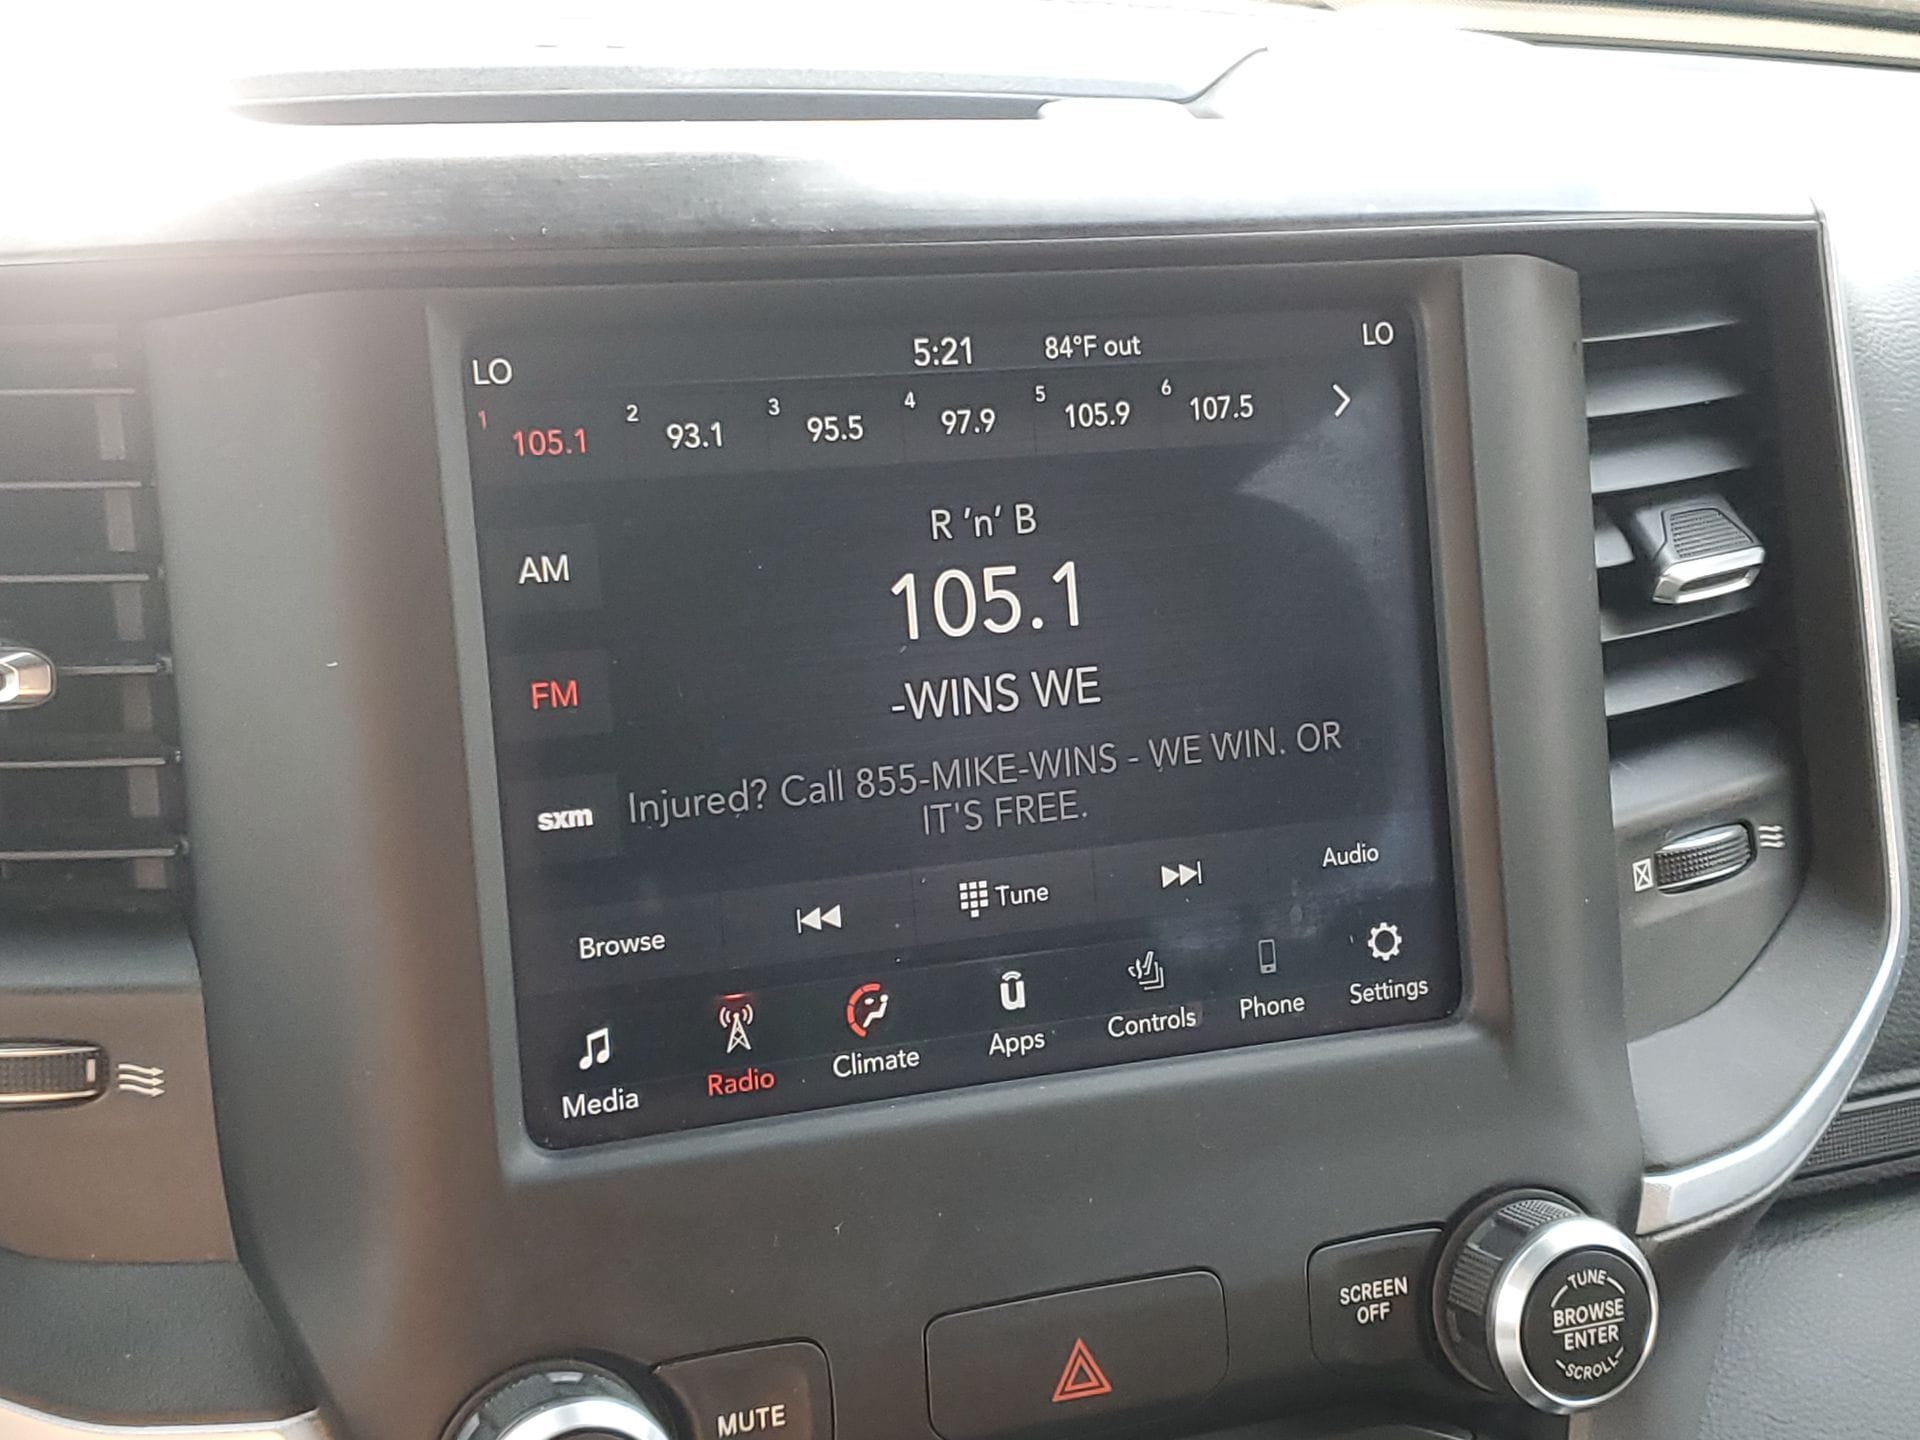 LO 5:21 84°F out LO
1 105.1 2 93.1 3 95.5 4 97.9 5 105.9 6 107.5
R 'n' B
AM
105.1
FM
-WINS WE
sxm
Injured? Call 855-MIKE-WINS - WE WIN. OR
IT'S FREE.
Browse Tune Audio
Media Radio Climate Apps Controls Phone Settings
MUTE
SCREEN
OFF
TUNE
BROWSE
ENTER
SCROLL